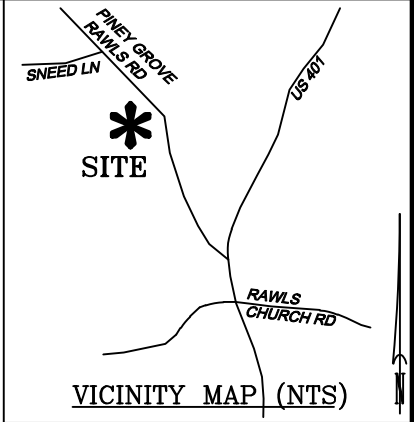 PINEY GROVE
RAWLS RD
SNEED LN
US 401
SITE
RAWLS
CHURCH RD
VICINITY MAP (NTS)
N